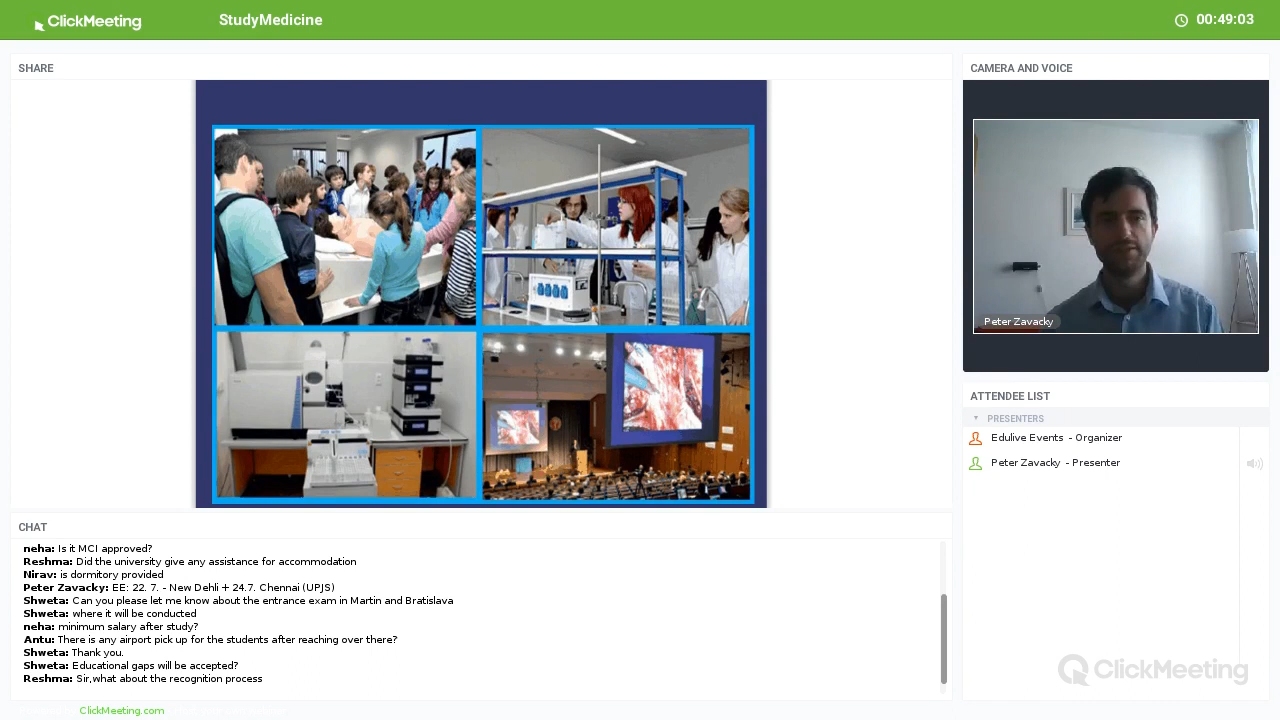 ClickMeeting
StudyMedicine
00:49:03
SHARE
CAMERA AND VOICE
Peter Zavacky
ATTENDEE LIST
PRESENTERS
Edulive Events - Organizer
Peter Zavacky - Presenter
CHAT
neha: Is it MCI approved?
Reshma: Did the university give any assistance for accommodation
Nirav: is dormitory provided
Peter Zavacky: EE: 22. 7. - New Dehli + 24.7. Chennai (UPJS)
Shweta: Can you please let me know about the entrance exam in Martin and Bratislava
Shweta: where it will be conducted
neha: minimum salary after study?
Antu: There is any airport pick up for the students after reaching over there?
Shweta: Thank you.
Shweta: Educational gaps will be accepted?
Reshma: Sir,what about the recognition process
ClickMeeting
ClickMeeting.com